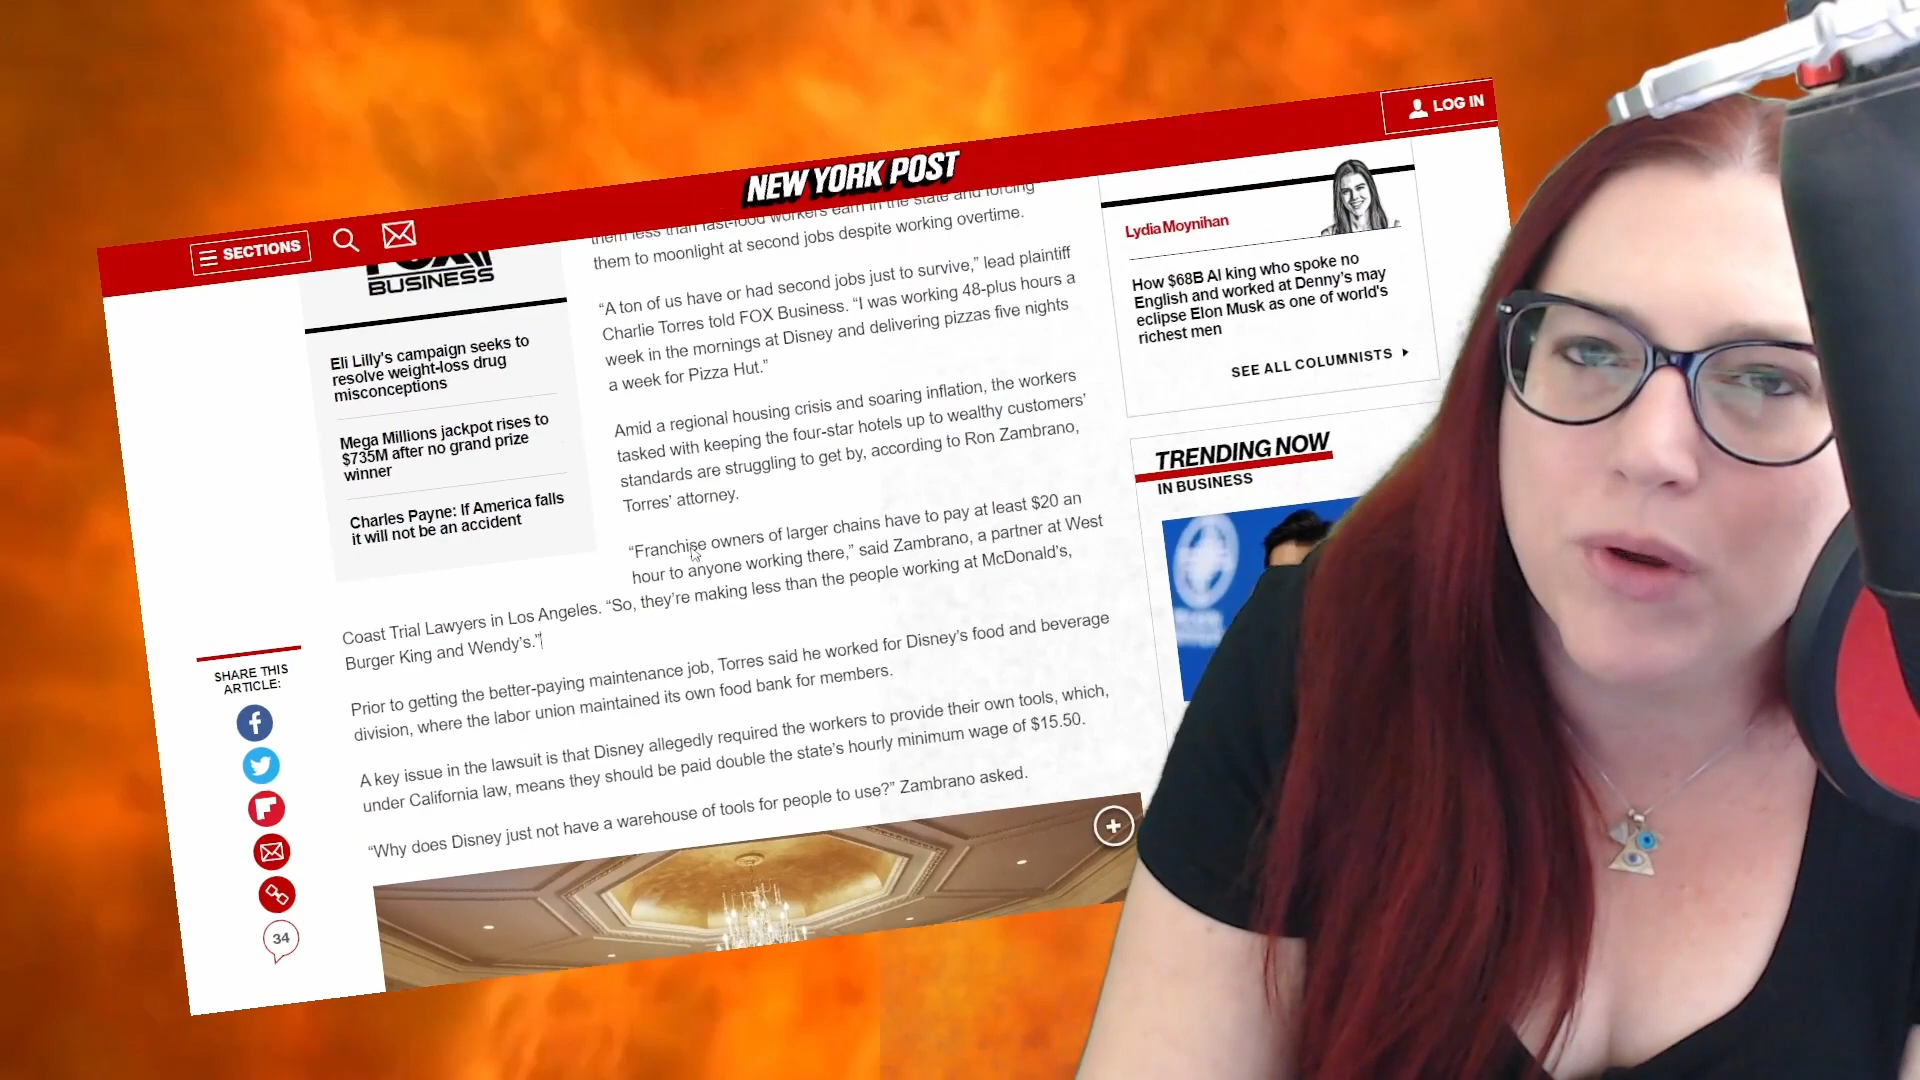 LOG IN
NEW YORK POST
SECTIONS
BUSINESS
Eli Lilly's campaign seeks to
resolve weight-loss drug
misconceptions
Mega Millions jackpot rises to
$735M after no grand prize
winner
Charles Payne: If America falls
it will not be an accident
them less than fast-food workers earn in the state and forcing
them to moonlight at second jobs despite working overtime.
“A ton of us have or had second jobs just to survive,” lead plaintiff
Charlie Torres told FOX Business. “I was working 48-plus hours a
week in the mornings at Disney and delivering pizzas five nights
a week for Pizza Hut.”
Amid a regional housing crisis and soaring inflation, the workers
tasked with keeping the four-star hotels up to wealthy customers’
standards are struggling to get by, according to Ron Zambrano,
Torres’ attorney.
“Franchise owners of larger chains have to pay at least $20 an
hour to anyone working there,” said Zambrano, a partner at West
Coast Trial Lawyers in Los Angeles. “So, they’re making less than the people working at McDonald’s,
Burger King and Wendy’s.”
Prior to getting the better-paying maintenance job, Torres said he worked for Disney’s food and beverage
division, where the labor union maintained its own food bank for members.
A key issue in the lawsuit is that Disney allegedly required the workers to provide their own tools, which,
under California law, means they should be paid double the state’s hourly minimum wage of $15.50.
“Why does Disney just not have a warehouse of tools for people to use?” Zambrano asked.
SHARE THIS
ARTICLE:
34
Lydia Moynihan
How $68B AI king who spoke no
English and worked at Denny’s may
eclipse Elon Musk as one of world's
richest men
SEE ALL COLUMNISTS
TRENDING NOW
IN BUSINESS